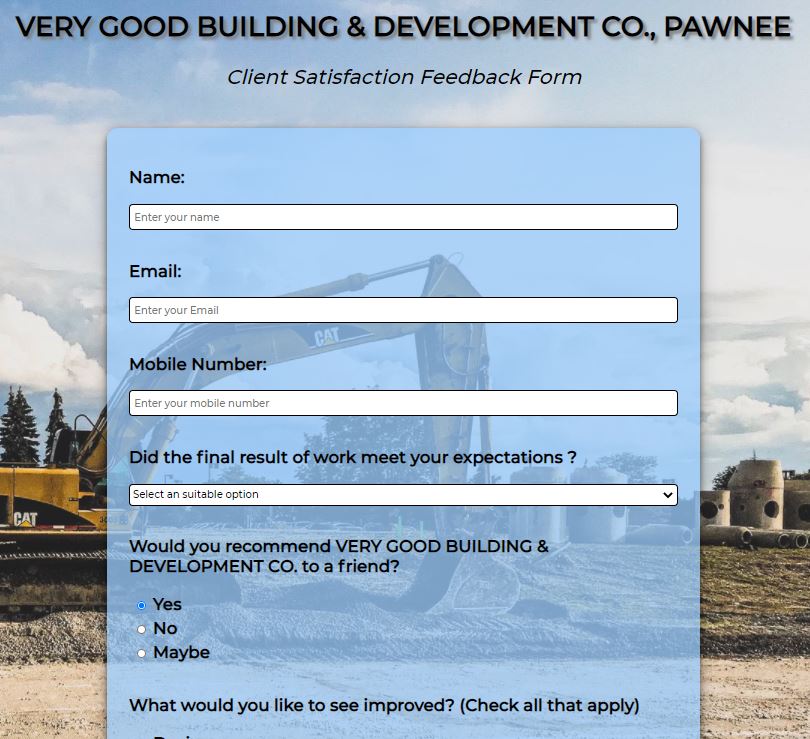 VERY GOOD BUILDING & DEVELOPMENT CO., PAWNEE
Client Satisfaction Feedback Form
Name:
Enter your name
Email:
Enter your Email
CAT
Mobile Number:
Enter your mobile number
Did the final result of work meet your expectations ?
Select an suitable option
CAT
Would you recommend VERY GOOD BUILDING &
DEVELOPMENT CO. to a friend?
Yes
No
Maybe
What would you like to see improved? (Check all that apply)